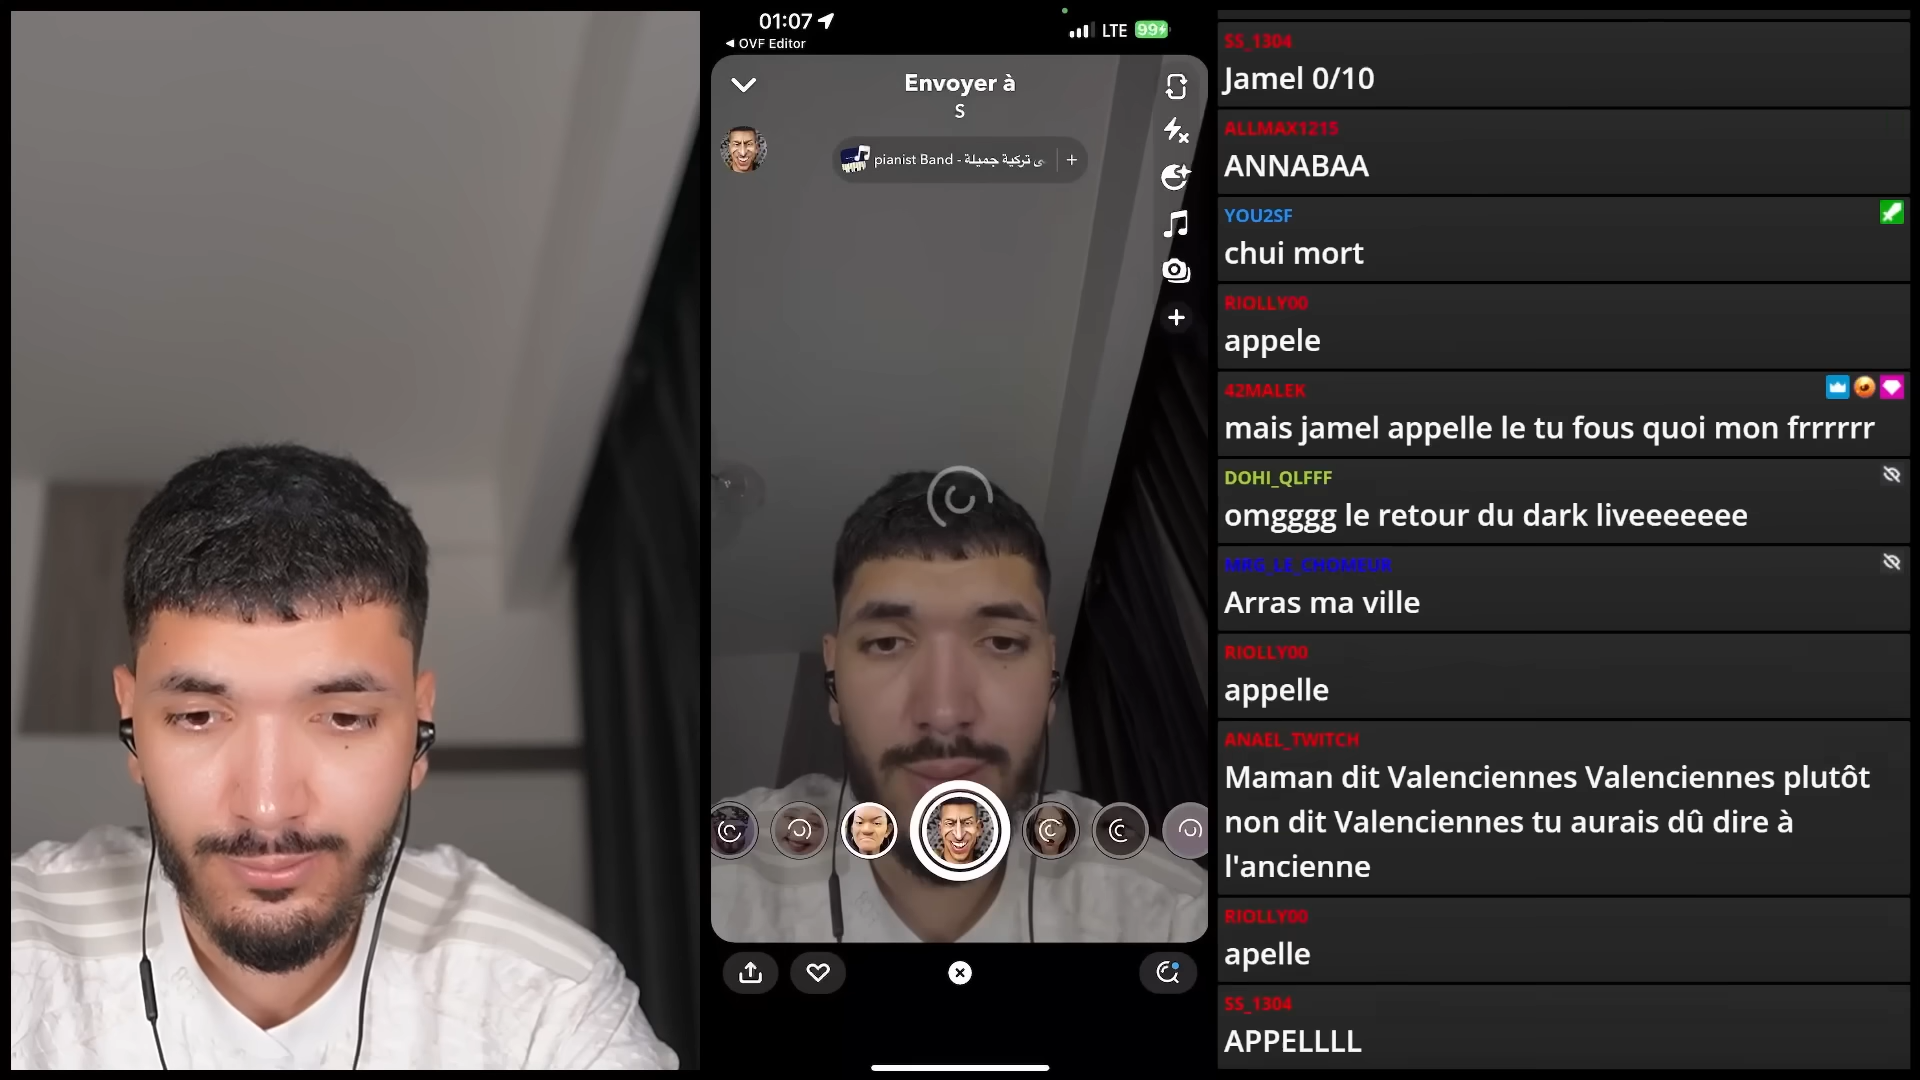 01:07
LTE
99
◄ OVF Editor
Envoyer à
S
pianist Band - ى تركية جميلة
SS_1304
Jamel 0/10
ALLMAX1215
ANNABAA
YOU2SF
chui mort
RIOLLY00
appele
42MALEK
mais jamel appelle le tu fous quoi mon frrrrrr
DOHI_QLFFF
omgggg le retour du dark liveeeeeee
MRG_LE_CHOMEUR
Arras ma ville
RIOLLY00
appelle
ANAEL_TWITCH
Maman dit Valenciennes Valenciennes plutôt
non dit Valenciennes tu aurais dû dire à
l'ancienne
RIOLLY00
apelle
SS_1304
APPELLLL